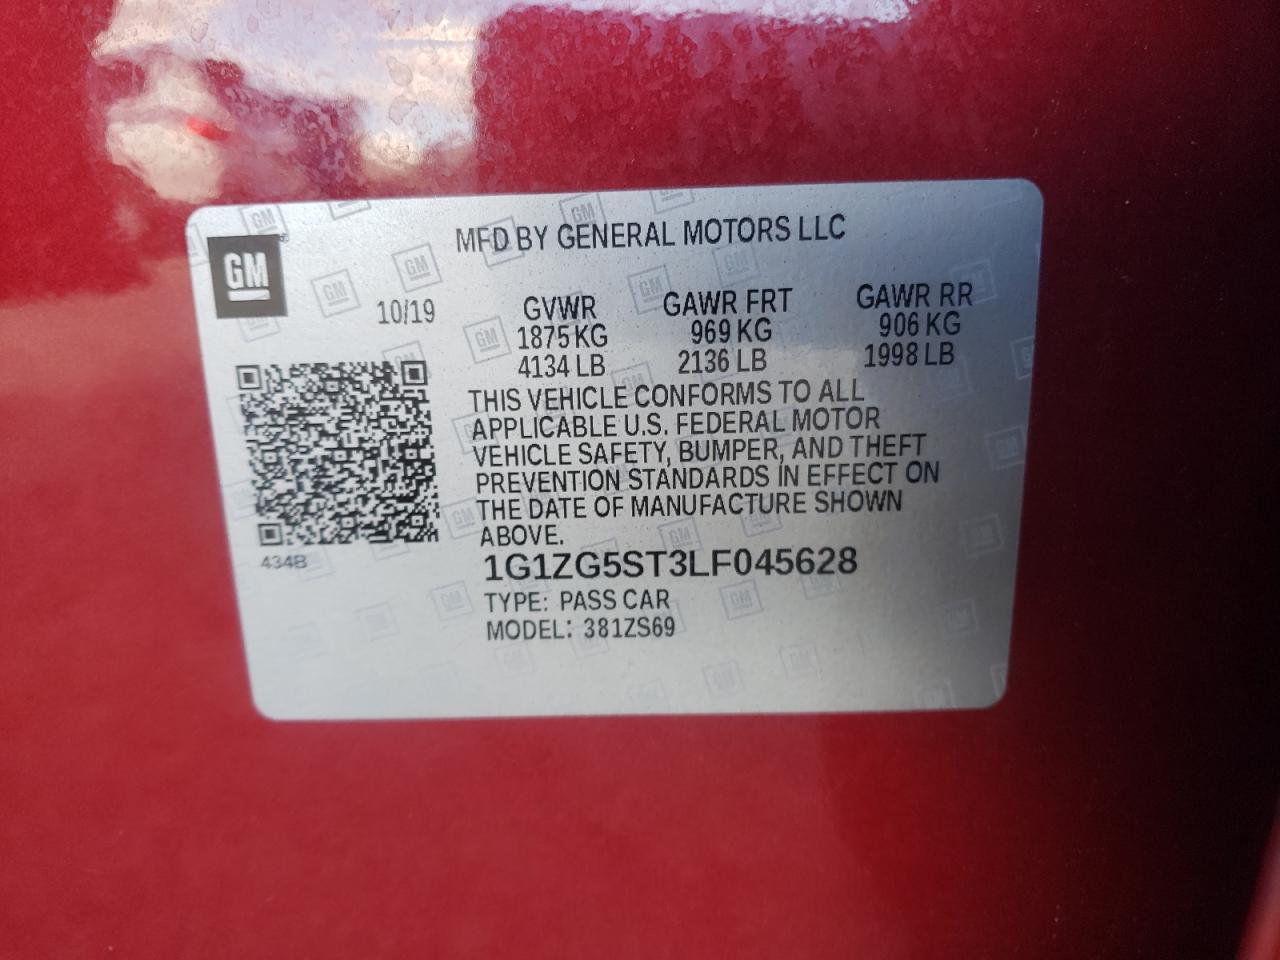 MFD BY GENERAL MOTORS LLC
GM
10/19
GVWR GAWR FRT GAWR RR
1875 KG 969 KG 906 KG
4134 LB 2136 LB 1998 LB
THIS VEHICLE CONFORMS TO ALL
APPLICABLE U.S. FEDERAL MOTOR
VEHICLE SAFETY, BUMPER, AND THEFT
PREVENTION STANDARDS IN EFFECT ON
THE DATE OF MANUFACTURE SHOWN
ABOVE.
434B
1G1ZG5ST3LF045628
TYPE: PASS CAR
MODEL: 381ZS69